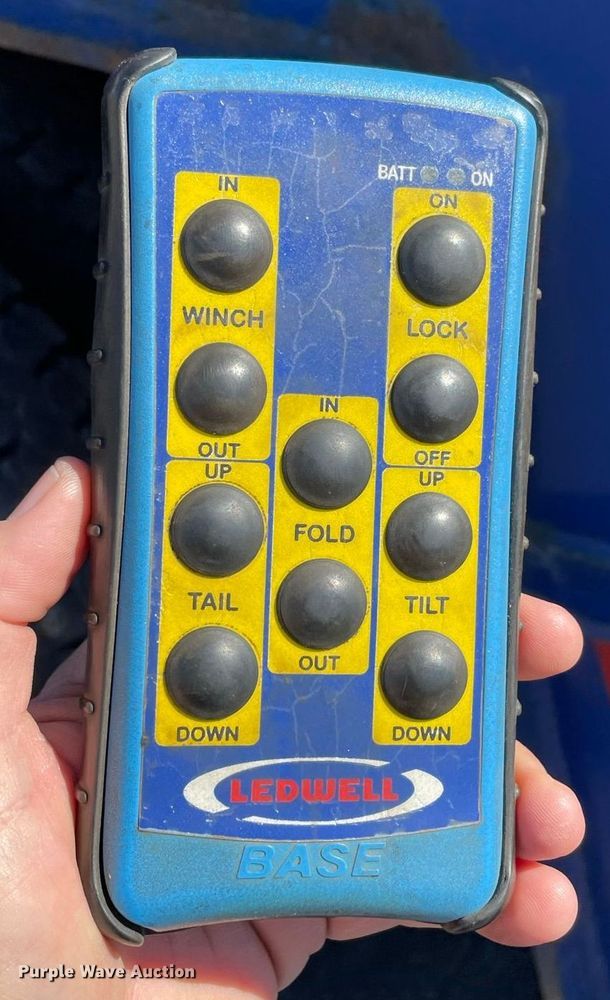 BATT ON
IN
ON
WINCH
LOCK
OUT
OFF
IN
UP
UP
FOLD
TAIL
TILT
OUT
DOWN
DOWN
LEDWELL
BASE
Purple Wave Auction